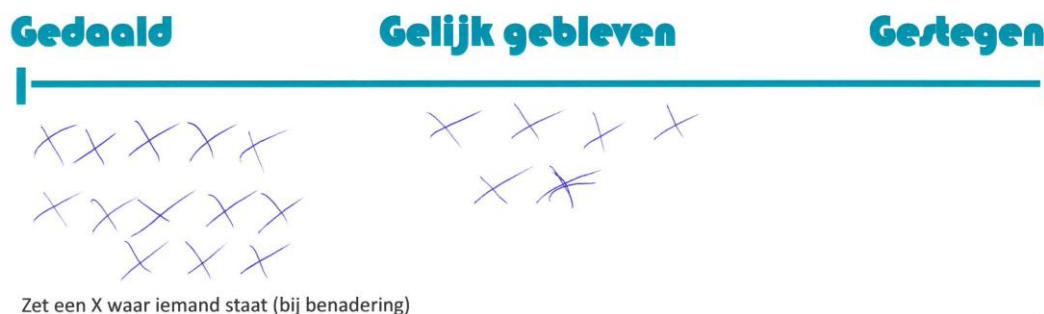 Gedaald Gelijk gebleven Gestegen
X X X X X X X X X
X X X X X X X
X X X
Zet een X waar iemand staat (bij benadering)